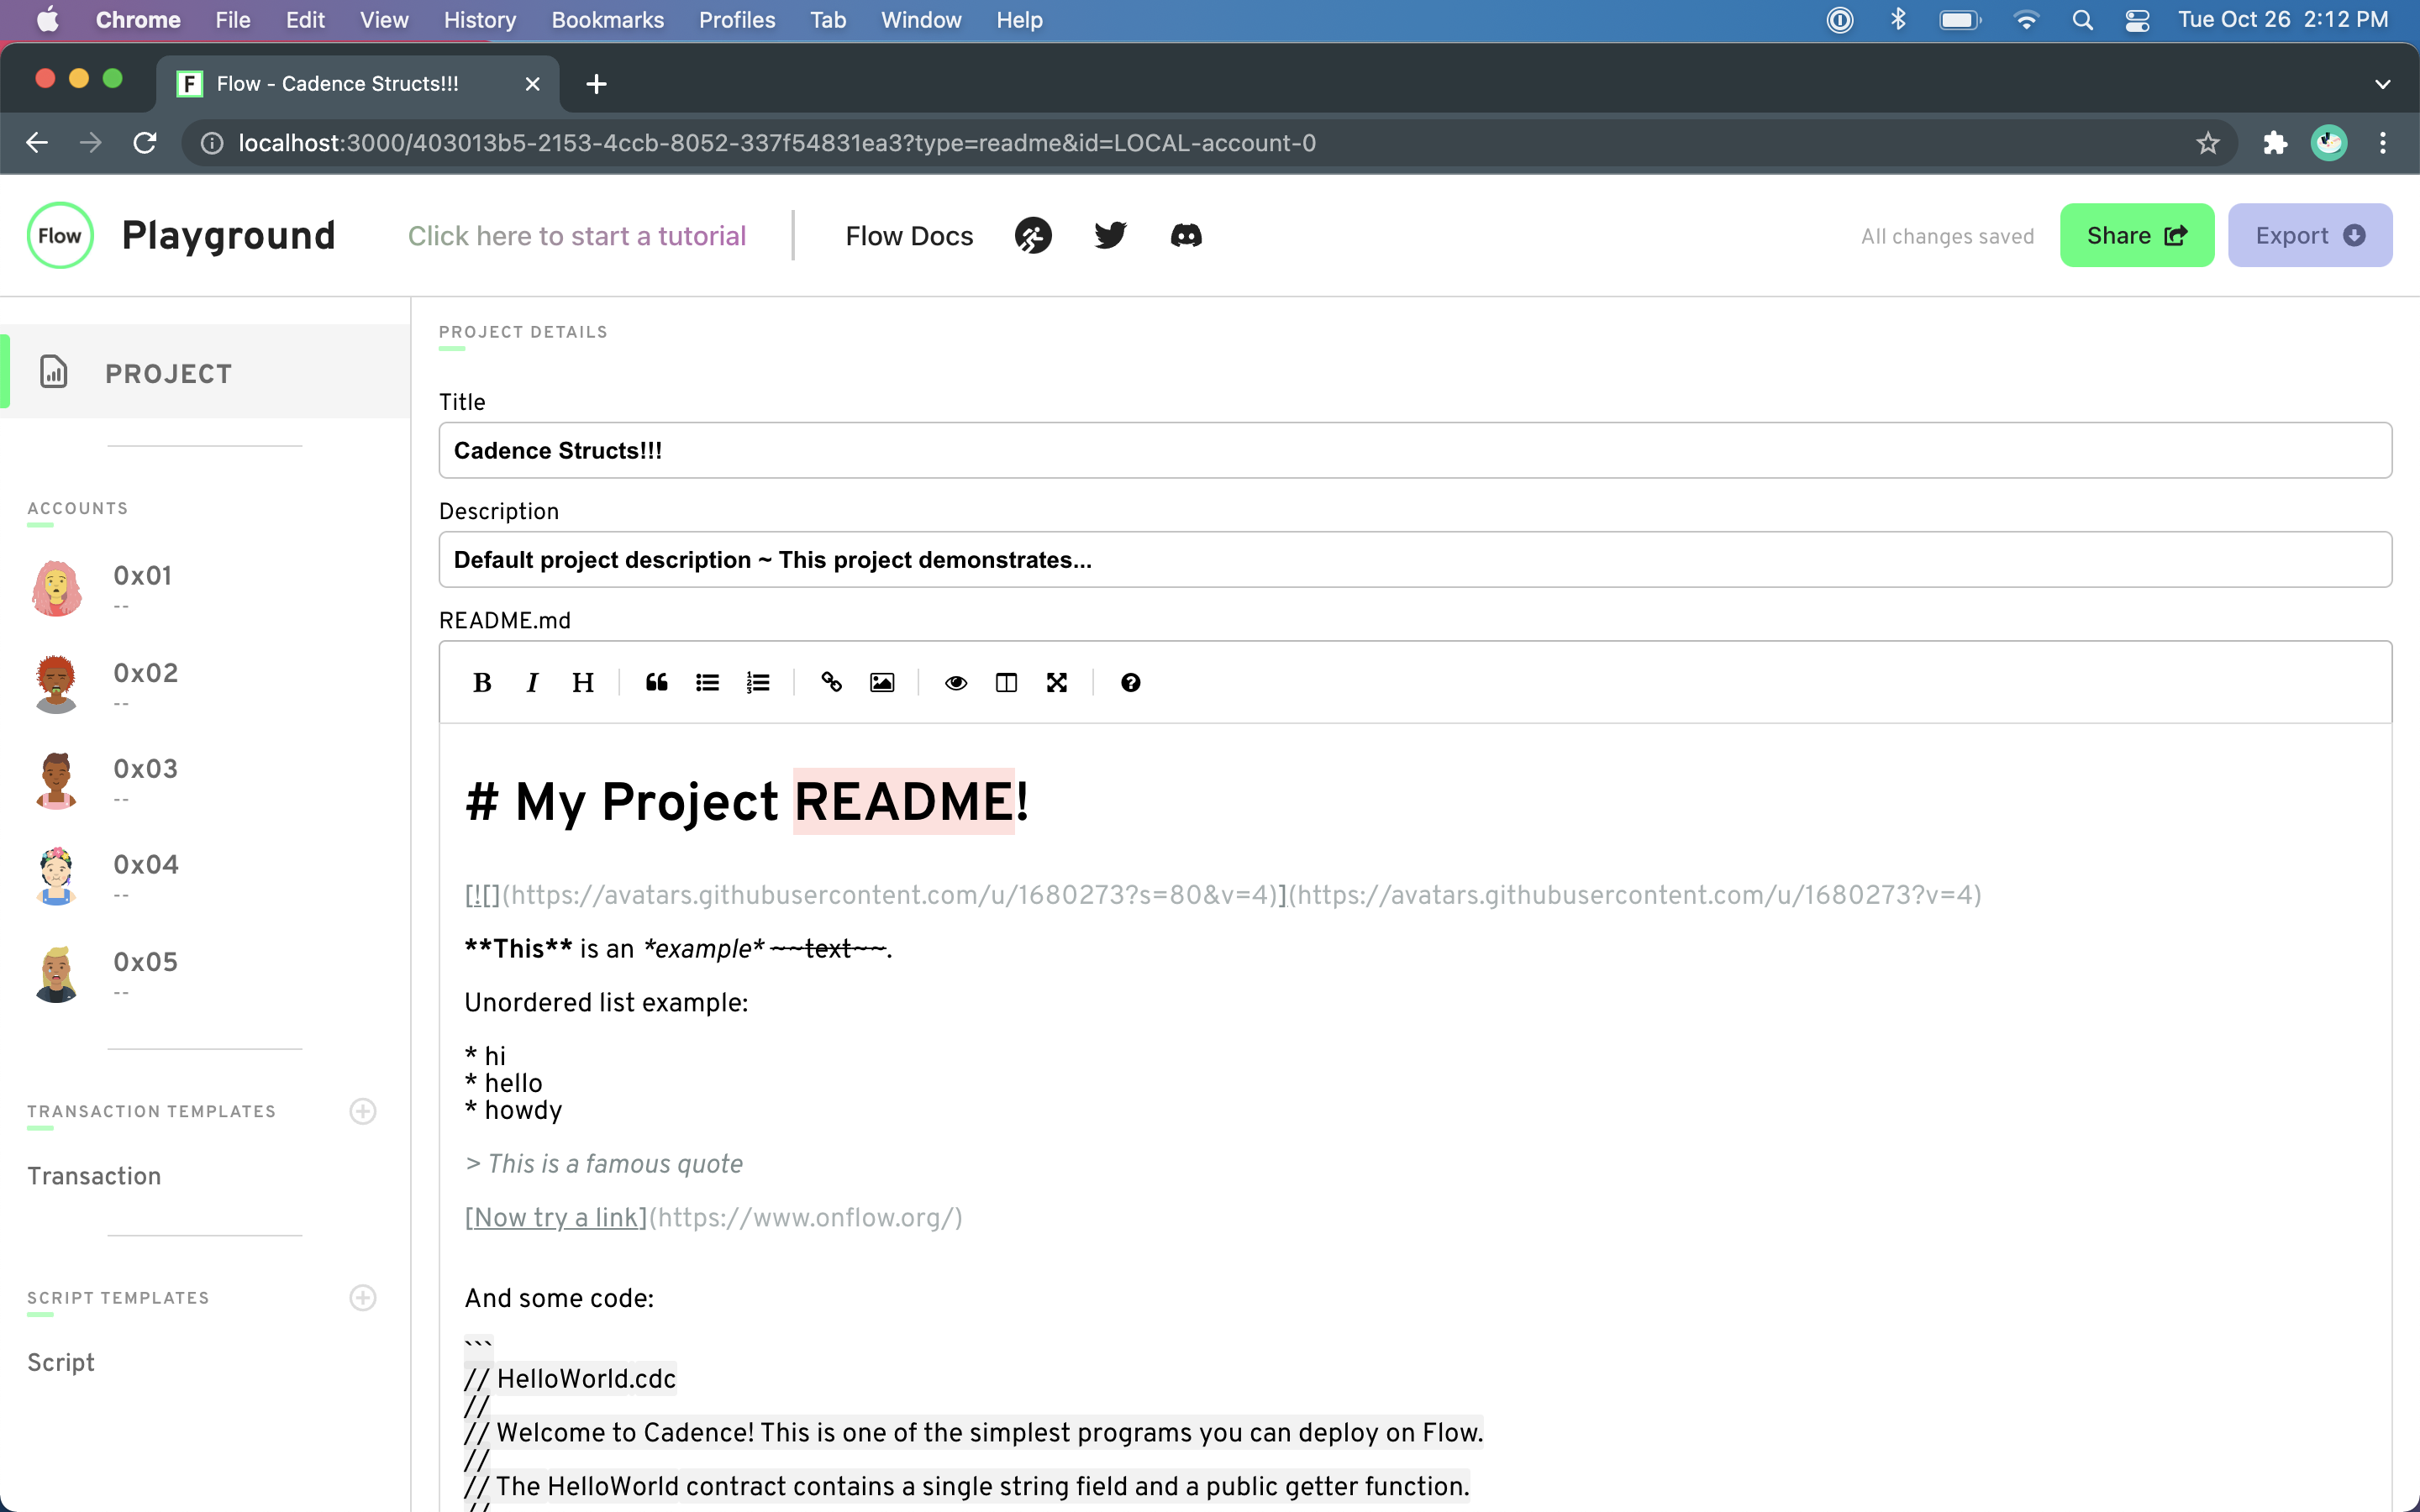 Chrome File Edit View History Bookmarks Profiles Tab Window Help Tue Oct 26 2:12 PM
F Flow - Cadence Structs!!!
localhost:3000/403013b5-2153-4ccb-8052-337f54831ea3?type=readme&id=LOCAL-account-0
Flow Playground Click here to start a tutorial Flow Docs All changes saved Share Export
PROJECT
ACCOUNTS
0x01
--
0x02
--
0x03
--
0x04
--
0x05
--
TRANSACTION TEMPLATES
Transaction
SCRIPT TEMPLATES
Script
PROJECT DETAILS
Title
Cadence Structs!!!
Description
Default project description ~ This project demonstrates...
README.md
B I H
# My Project README!
[![](https://avatars.githubusercontent.com/u/1680273?s=80&v=4)](https://avatars.githubusercontent.com/u/1680273?v=4)
**This** is an *example* ~~text~~.
Unordered list example:
* hi
* hello
* howdy
> This is a famous quote
[Now try a link](https://www.onflow.org/)
And some code:
```
// HelloWorld.cdc
//
// Welcome to Cadence! This is one of the simplest programs you can deploy on Flow.
//
// The HelloWorld contract contains a single string field and a public getter function.
//